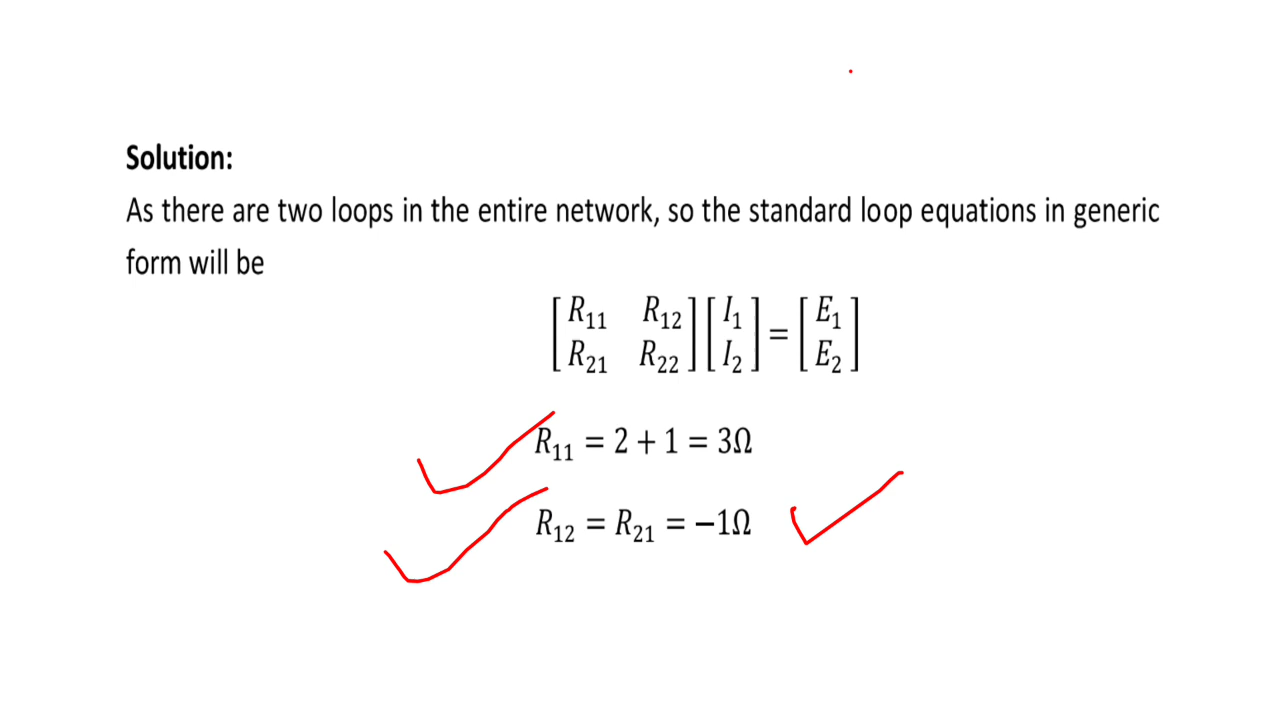 Solution:
As there are two loops in the entire network, so the standard loop equations in generic
form will be
[R₁₁ R₁₂] [I₁] = [E₁]
[R₂₁ R₂₂] [I₂] [E₂]
R₁₁ = 2 + 1 = 3Ω
R₁₂ = R₂₁ = −1Ω